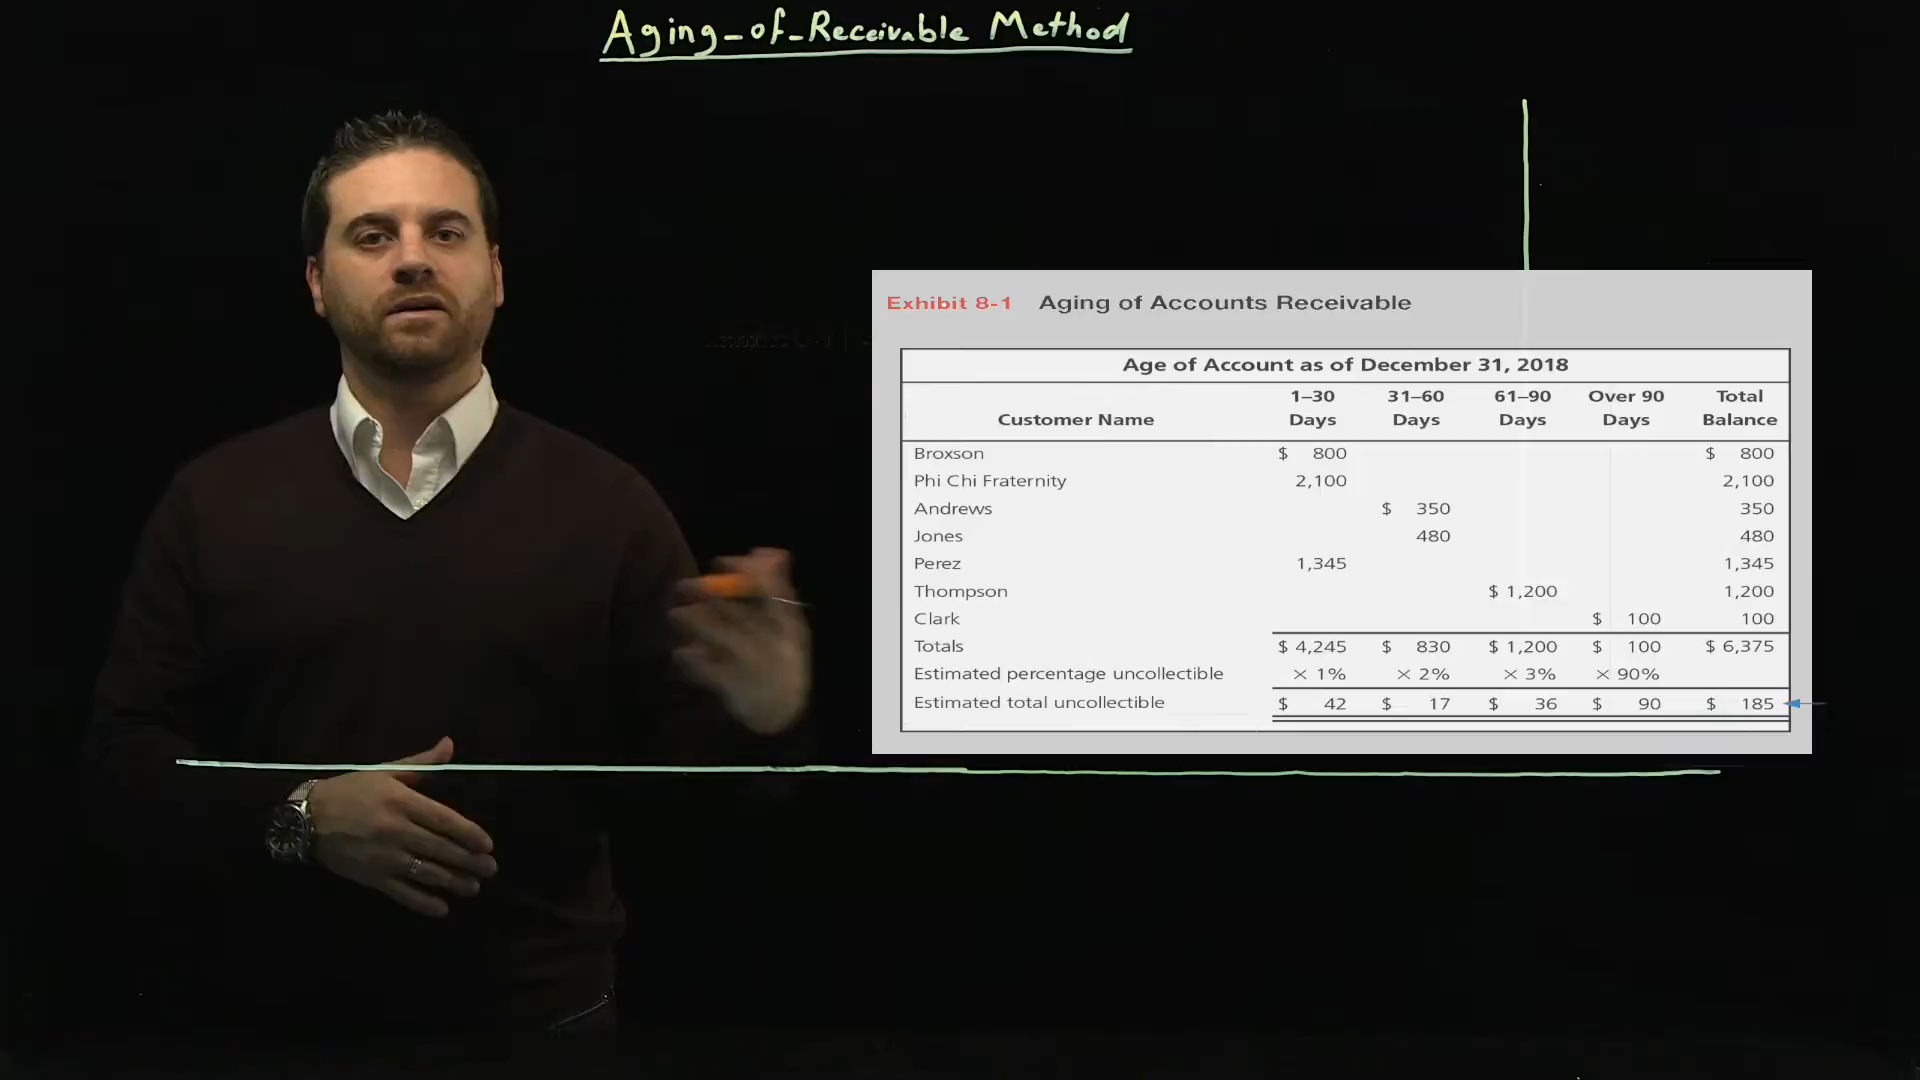 Aging-of-Receivable Method
Exhibit 8-1 Aging of Accounts Receivable
Age of Account as of December 31, 2018
Customer Name 1–30 Days 31–60 Days 61–90 Days Over 90 Days Total Balance
Broxson $ 800 $ 800
Phi Chi Fraternity 2,100 2,100
Andrews $ 350 350
Jones 480 480
Perez 1,345 1,345
Thompson $ 1,200 1,200
Clark $ 100 100
Totals $ 4,245 $ 830 $ 1,200 $ 100 $ 6,375
Estimated percentage uncollectible × 1% × 2% × 3% × 90%
Estimated total uncollectible $ 42 $ 17 $ 36 $ 90 $ 185